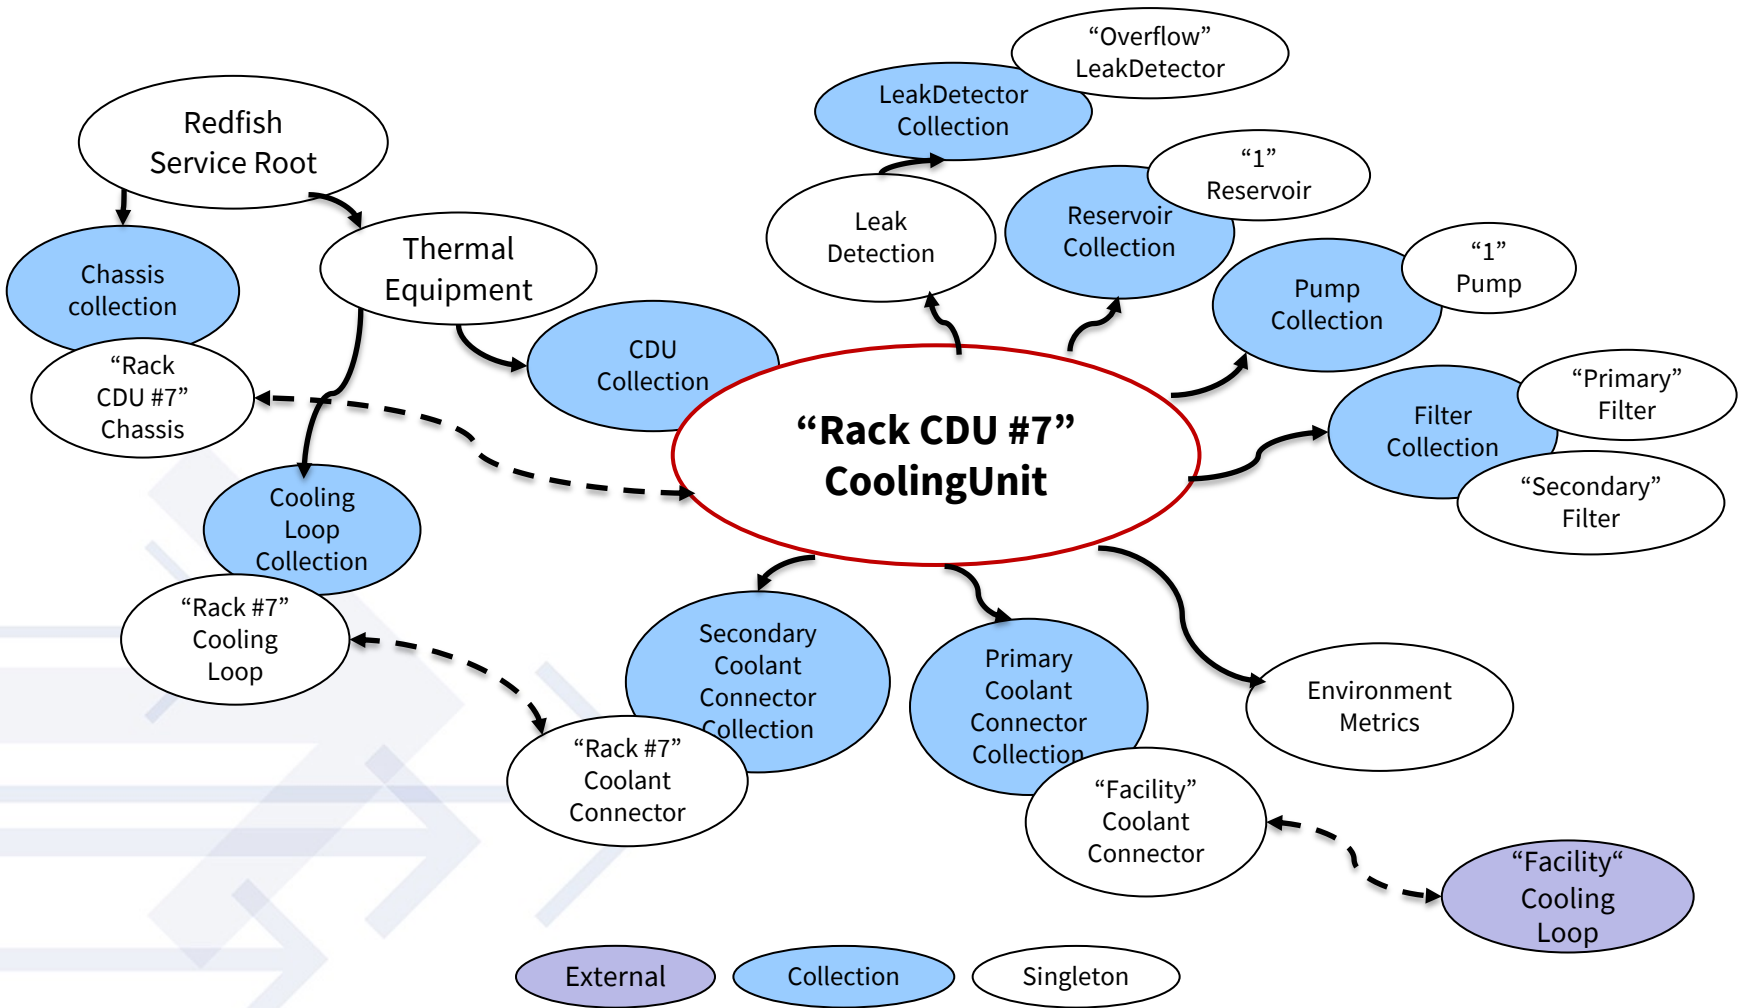 “Overflow”
LeakDetector
LeakDetector
Collection
Redfish
Service Root
“1”
Reservoir
Leak
Detection
Reservoir
Collection
Thermal
Equipment
“1”
Pump
Chassis
collection
Pump
Collection
CDU
Collection
“Rack
CDU #7”
Chassis
“Primary”
Filter
“Rack CDU #7”
CoolingUnit
Filter
Collection
“Secondary”
Filter
Cooling
Loop
Collection
“Rack #7”
Cooling
Loop
Secondary
Coolant
Connector
Collection
Primary
Coolant
Connector
Collection
Environment
Metrics
“Rack #7”
Coolant
Connector
“Facility”
Coolant
Connector
“Facility“
Cooling
Loop
External
Collection
Singleton